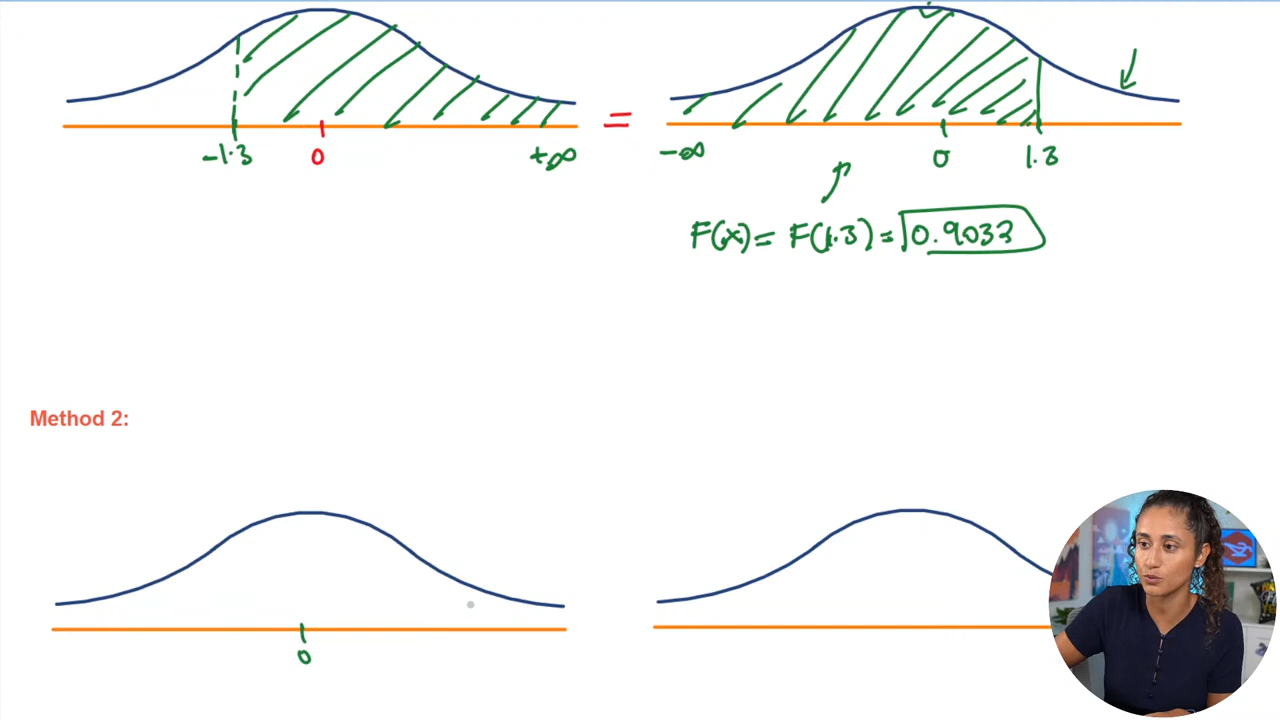 -1.3 0 +∞ = -∞ 0 1.3
F(x) = F(1.3) = 0.9033
Method 2:
0